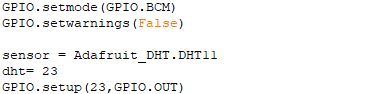 GPIO.setmode(GPIO.BCM)
GPIO.setwarnings(False)
sensor = Adafruit_DHT.DHT11
dht= 23
GPIO.setup(23,GPIO.OUT)